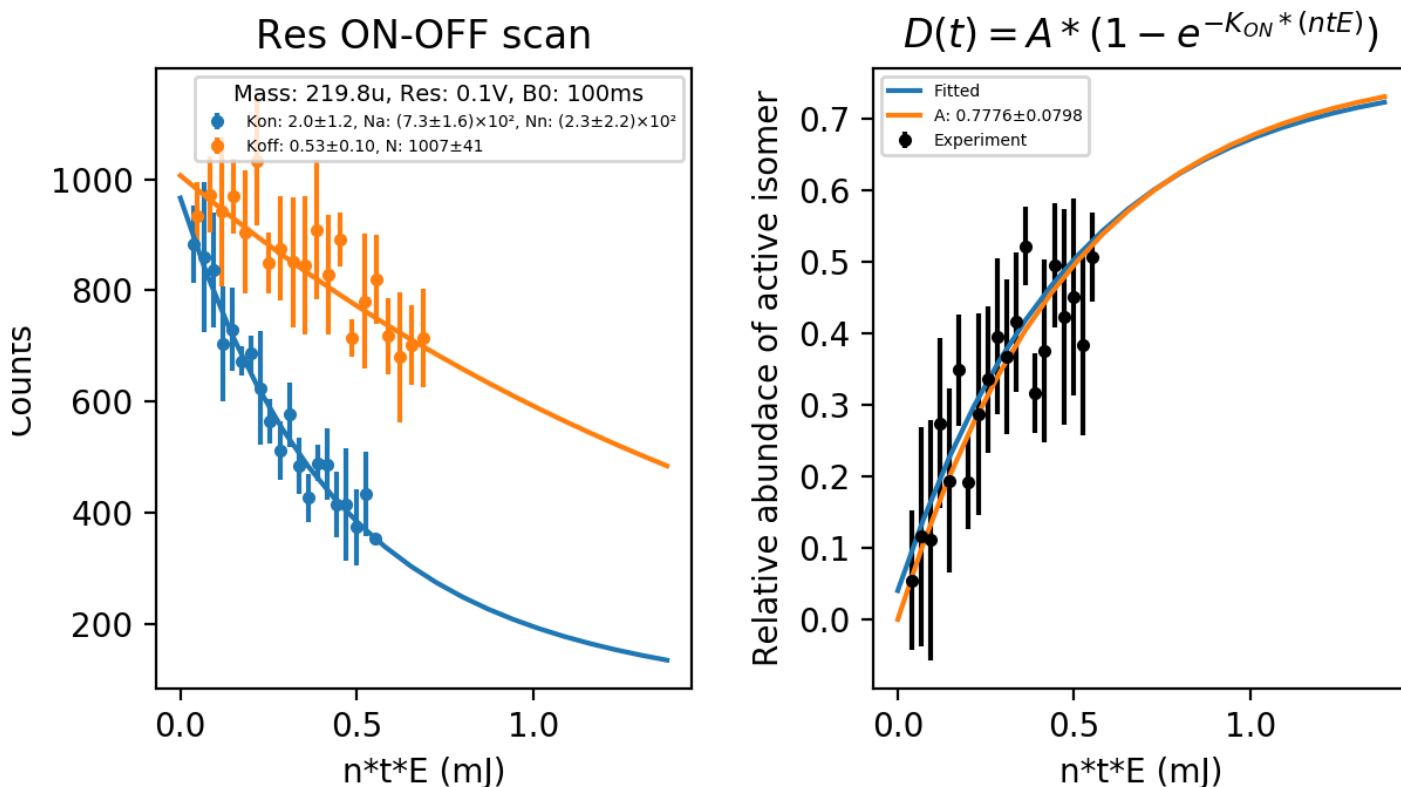 Res ON-OFF scan
Mass: 219.8u, Res: 0.1V, B0: 100ms
Kon: 2.0±1.2, Na: (7.3±1.6)×10², Nn: (2.3±2.2)×10²
Koff: 0.53±0.10, N: 1007±41
Counts
1000
800
600
400
200
0.0 0.5 1.0
n*t*E (mJ)
D(t) = A * (1 − e^{−K_{ON} * (ntE)})
Fitted
A: 0.7776±0.0798
Experiment
Relative abundace of active isomer
0.7
0.6
0.5
0.4
0.3
0.2
0.1
0.0
0.0 0.5 1.0
n*t*E (mJ)